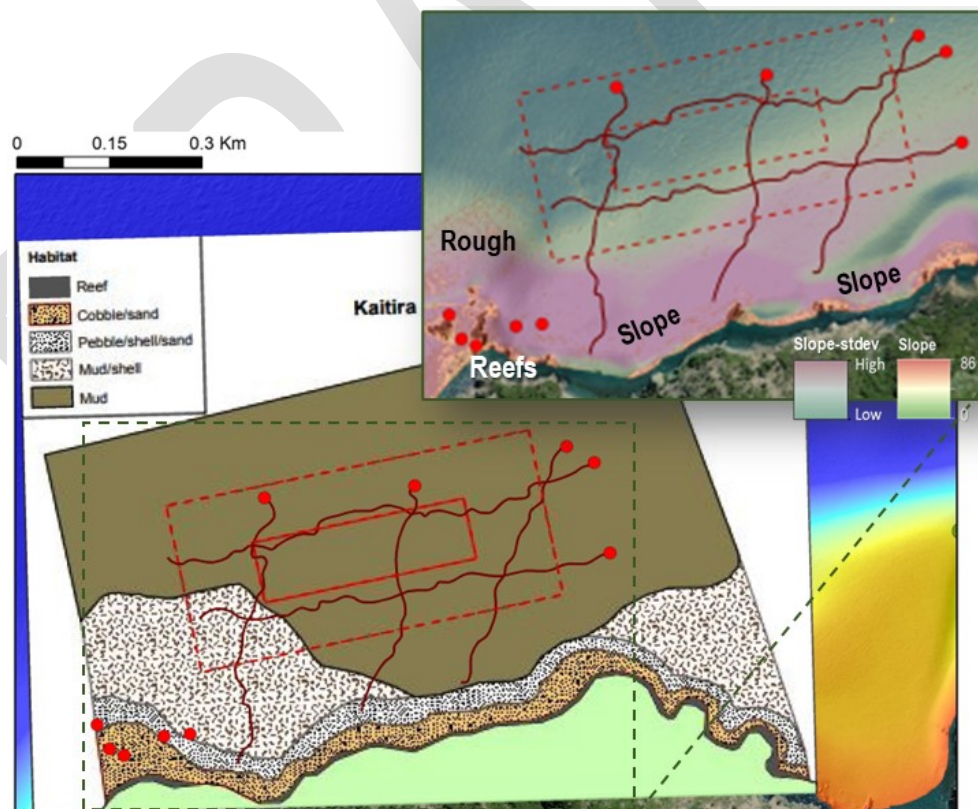 0 0.15 0.3 Km
Habitat
Reef
Cobble/sand
Pebble/shell/sand
Mud/shell
Mud
Kaitira
Rough
Slope
Slope
Reefs
Slope-stdev
High
Low
Slope
86
0